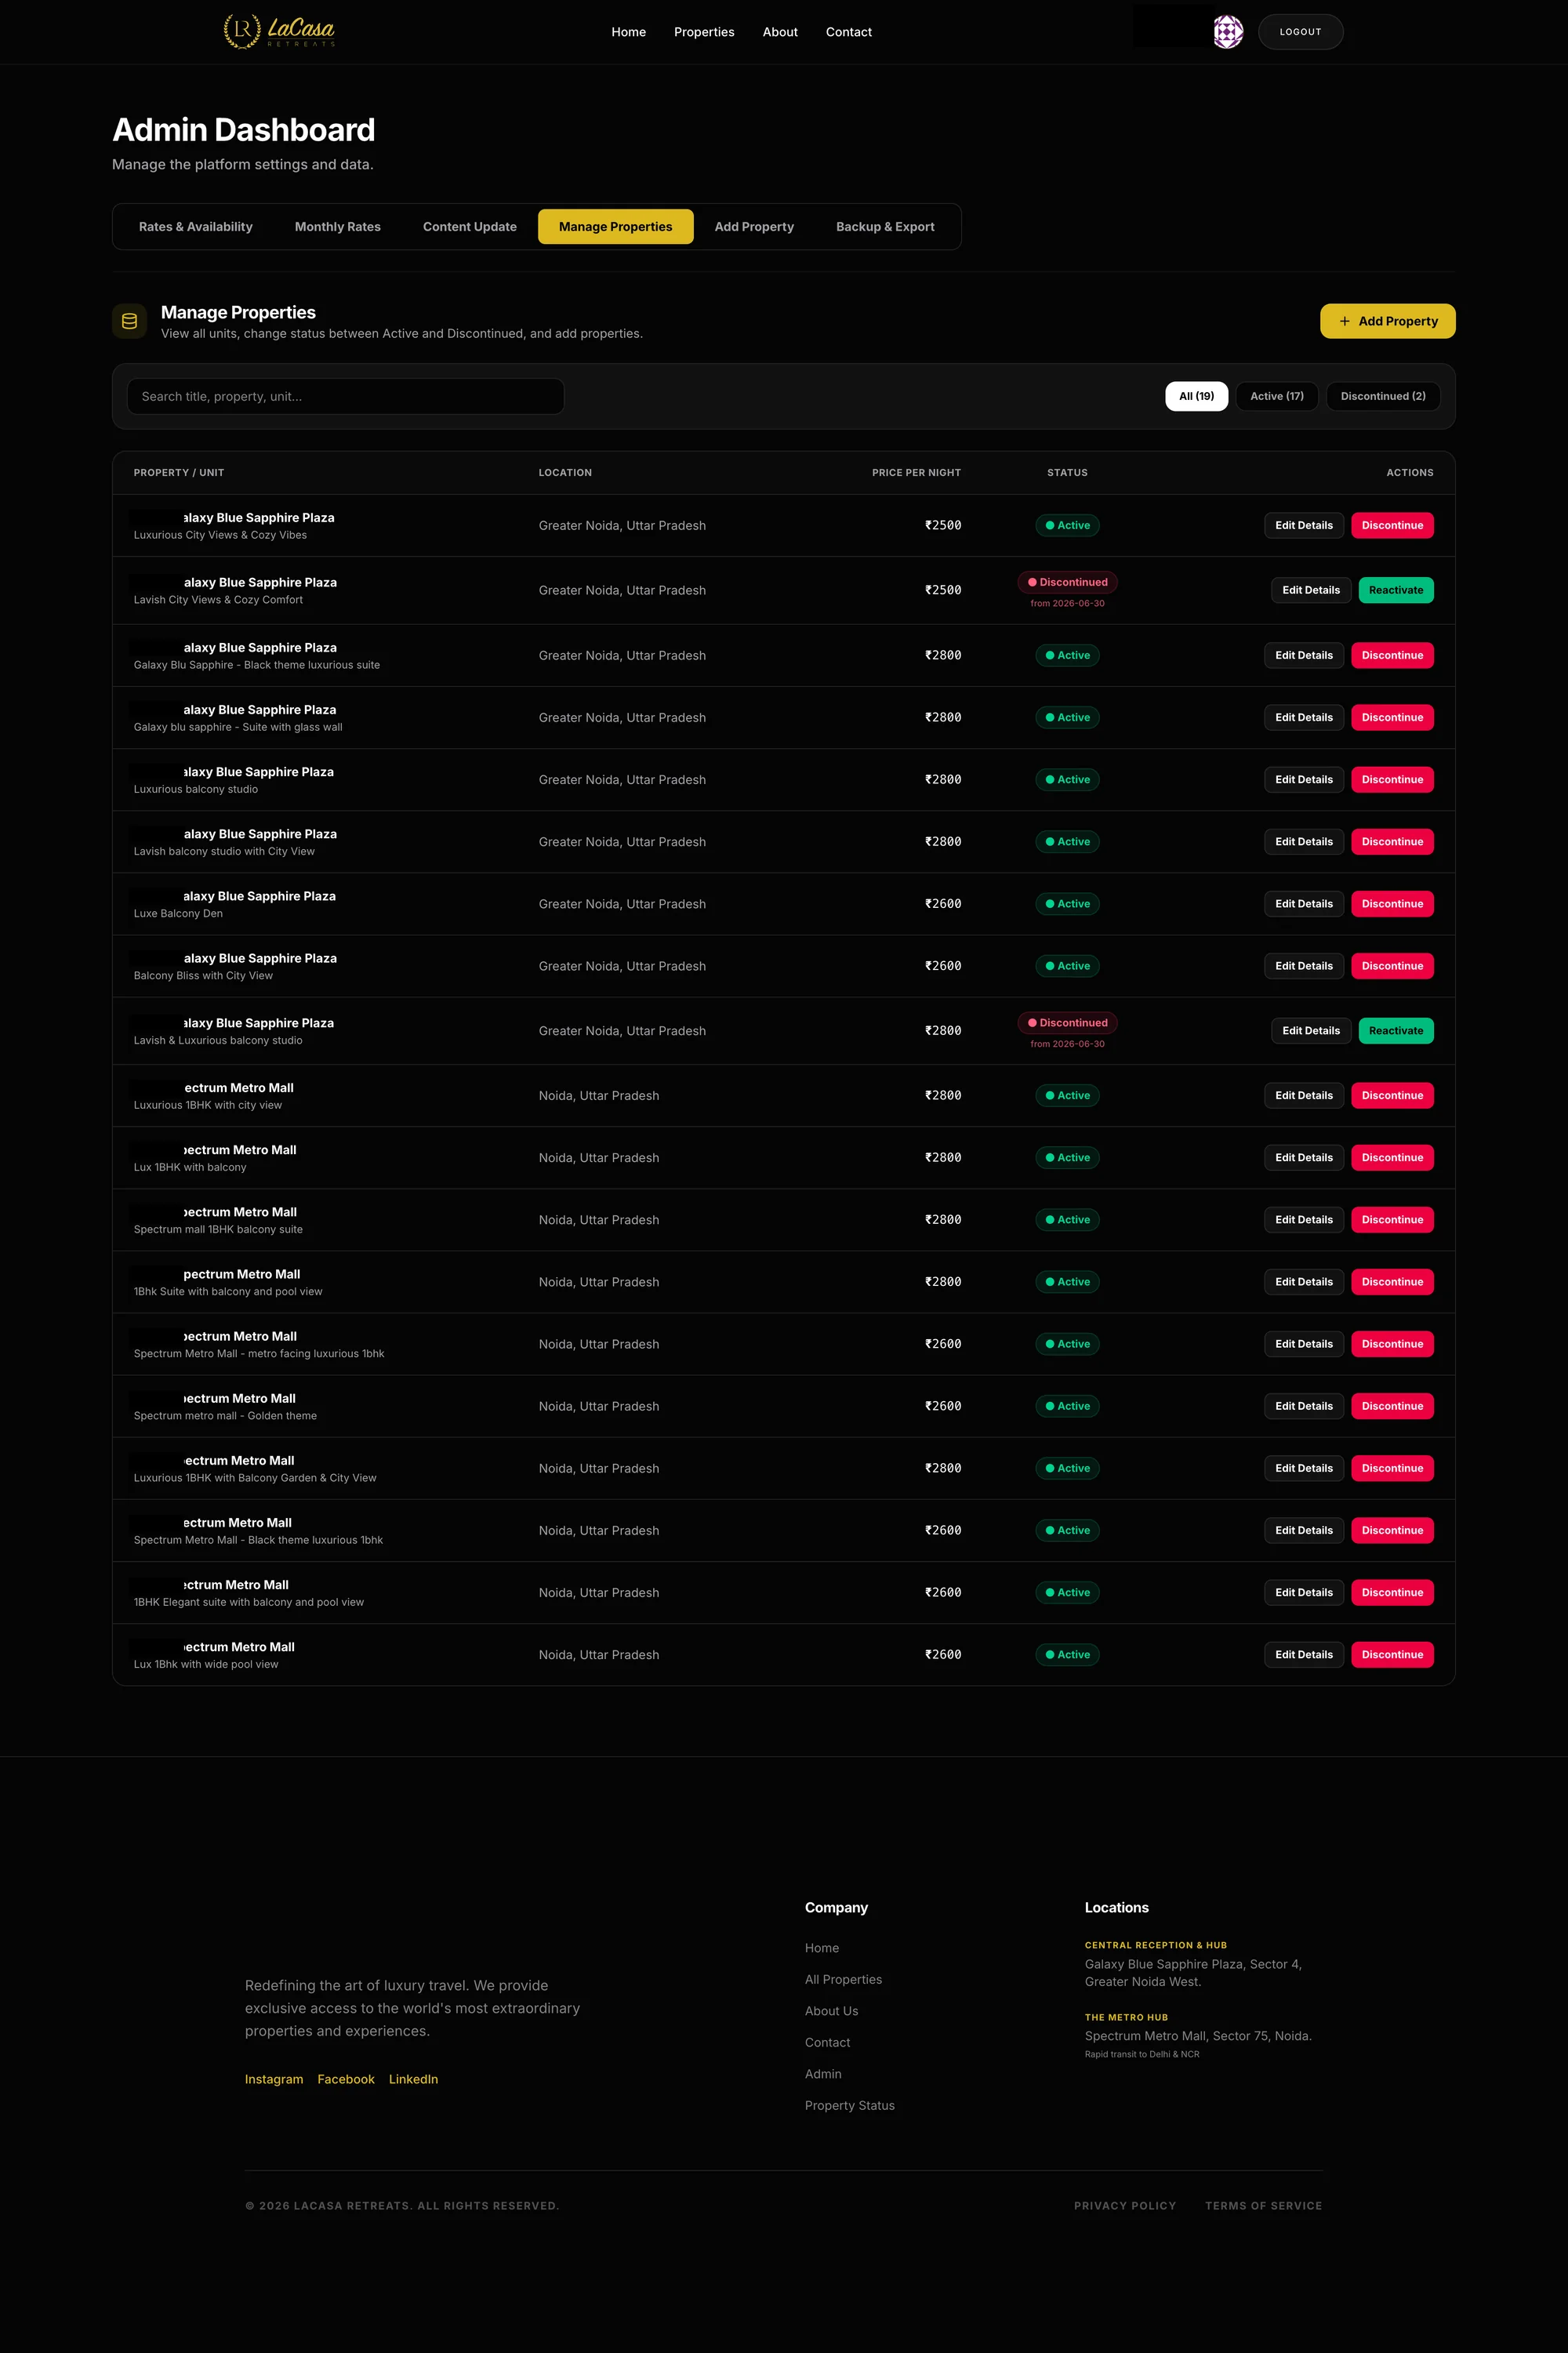 LR LaCasa
RETREATS
Home Properties About Contact
LOGOUT
Admin Dashboard
Manage the platform settings and data.
Rates & Availability Monthly Rates Content Update Manage Properties Add Property Backup & Export
Manage Properties
View all units, change status between Active and Discontinued, and add properties.
+ Add Property
Search title, property, unit...
All (19) Active (17) Discontinued (2)
PROPERTY / UNIT LOCATION PRICE PER NIGHT STATUS ACTIONS
alaxy Blue Sapphire Plaza
Luxurious City Views & Cozy Vibes
Greater Noida, Uttar Pradesh ₹2500 Active Edit Details Discontinue
alaxy Blue Sapphire Plaza
Lavish City Views & Cozy Comfort
Greater Noida, Uttar Pradesh ₹2500 Discontinued Edit Details Reactivate
from 2026-06-30
alaxy Blue Sapphire Plaza
Galaxy Blu Sapphire - Black theme luxurious suite
Greater Noida, Uttar Pradesh ₹2800 Active Edit Details Discontinue
alaxy Blue Sapphire Plaza
Galaxy blu sapphire - Suite with glass wall
Greater Noida, Uttar Pradesh ₹2800 Active Edit Details Discontinue
alaxy Blue Sapphire Plaza
Luxurious balcony studio
Greater Noida, Uttar Pradesh ₹2800 Active Edit Details Discontinue
alaxy Blue Sapphire Plaza
Lavish balcony studio with City View
Greater Noida, Uttar Pradesh ₹2800 Active Edit Details Discontinue
alaxy Blue Sapphire Plaza
Luxe Balcony Den
Greater Noida, Uttar Pradesh ₹2600 Active Edit Details Discontinue
alaxy Blue Sapphire Plaza
Balcony Bliss with City View
Greater Noida, Uttar Pradesh ₹2600 Active Edit Details Discontinue
alaxy Blue Sapphire Plaza
Lavish & Luxurious balcony studio
Greater Noida, Uttar Pradesh ₹2800 Discontinued Edit Details Reactivate
from 2026-06-30
ectrum Metro Mall
Luxurious 1BHK with city view
Noida, Uttar Pradesh ₹2800 Active Edit Details Discontinue
pectrum Metro Mall
Lux 1BHK with balcony
Noida, Uttar Pradesh ₹2800 Active Edit Details Discontinue
pectrum Metro Mall
Spectrum mall 1BHK balcony suite
Noida, Uttar Pradesh ₹2800 Active Edit Details Discontinue
pectrum Metro Mall
1Bhk Suite with balcony and pool view
Noida, Uttar Pradesh ₹2800 Active Edit Details Discontinue
pectrum Metro Mall
Spectrum Metro Mall - metro facing luxurious 1bhk
Noida, Uttar Pradesh ₹2600 Active Edit Details Discontinue
pectrum Metro Mall
Spectrum metro mall - Golden theme
Noida, Uttar Pradesh ₹2600 Active Edit Details Discontinue
ectrum Metro Mall
Luxurious 1BHK with Balcony Garden & City View
Noida, Uttar Pradesh ₹2800 Active Edit Details Discontinue
ectrum Metro Mall
Spectrum Metro Mall - Black theme luxurious 1bhk
Noida, Uttar Pradesh ₹2600 Active Edit Details Discontinue
ectrum Metro Mall
1BHK Elegant suite with balcony and pool view
Noida, Uttar Pradesh ₹2600 Active Edit Details Discontinue
ectrum Metro Mall
Lux 1Bhk with wide pool view
Noida, Uttar Pradesh ₹2600 Active Edit Details Discontinue
Redefining the art of luxury travel. We provide
exclusive access to the world's most extraordinary
properties and experiences.
Instagram Facebook LinkedIn
Company
Home
All Properties
About Us
Contact
Admin
Property Status
Locations
CENTRAL RECEPTION & HUB
Galaxy Blue Sapphire Plaza, Sector 4,
Greater Noida West.
THE METRO HUB
Spectrum Metro Mall, Sector 75, Noida.
Rapid transit to Delhi & NCR
© 2026 LACASA RETREATS. ALL RIGHTS RESERVED.
PRIVACY POLICY TERMS OF SERVICE